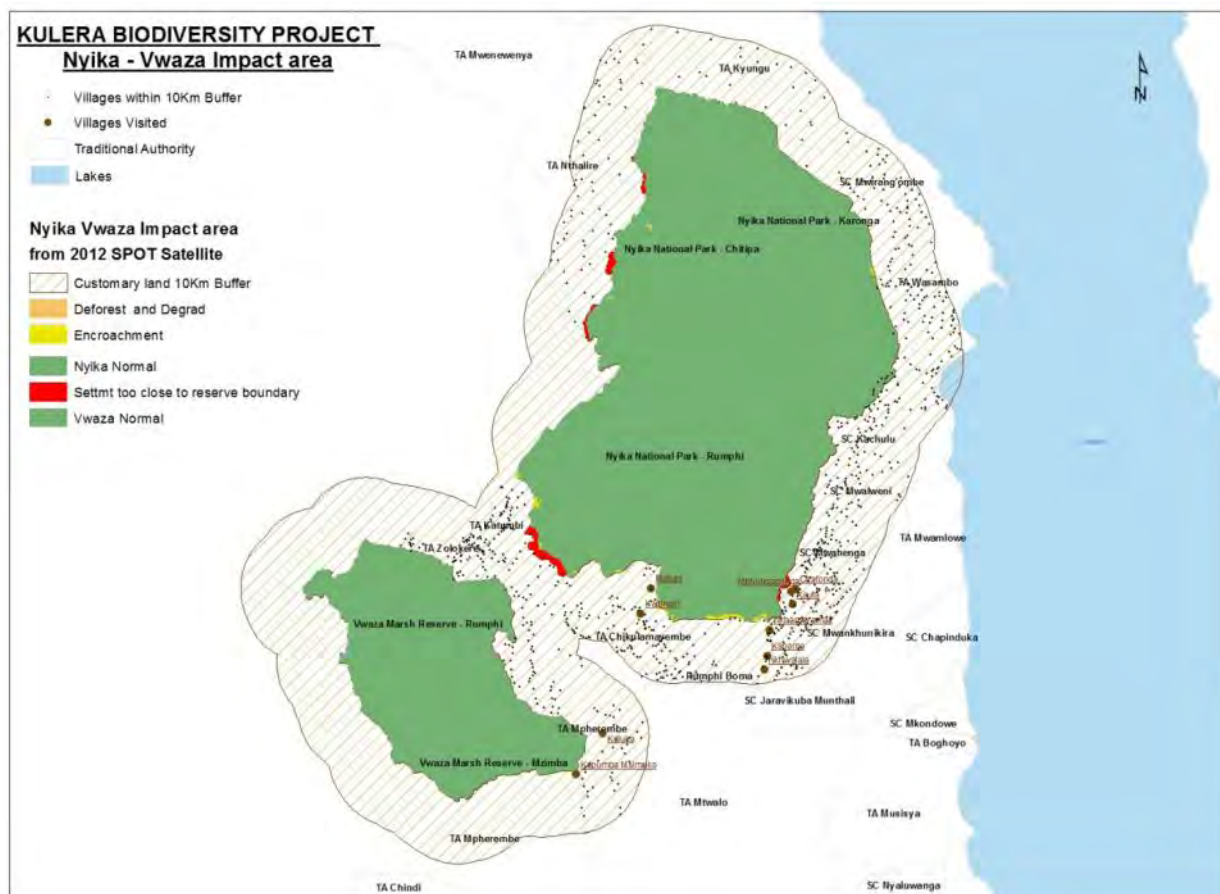 KULERA BIODIVERSITY PROJECT
Nyika - Vwaza Impact area
Villages within 10Km Buffer
Villages Visited
Traditional Authority
Lakes
Nyika Vwaza Impact area
from 2012 SPOT Satellite
Customary land 10Km Buffer
Deforest and Degrad
Encroachment
Nyika Normal
Settmt too close to reserve boundary
Vwaza Normal
TA Mwenewenya
TA Kyungu
N
TA Nthalire
SC Mwirang'ombe
Nyika National Park - Karonga
Nyika National Park - Chitipa
TA Wasambo
SC Kachulu
Nyika National Park - Rumphi
SC Mwalweni
TA Katumbi
TA Mwamlowe
TA Zolokere
SC Mwahenga
Vwaza Marsh Reserve - Rumphi
SC Mwankhunikira
TA Chikulamayembe
SC Chapinduka
Rumphi Boma
SC Jaravikuba Munthali
SC Mkondowe
TA Mpherembe
TA Boghoyo
Vwaza Marsh Reserve - Mzimba
TA Mtwalo
TA Musisya
TA Mpherembe
TA Chindi
SC Nyaluwanga